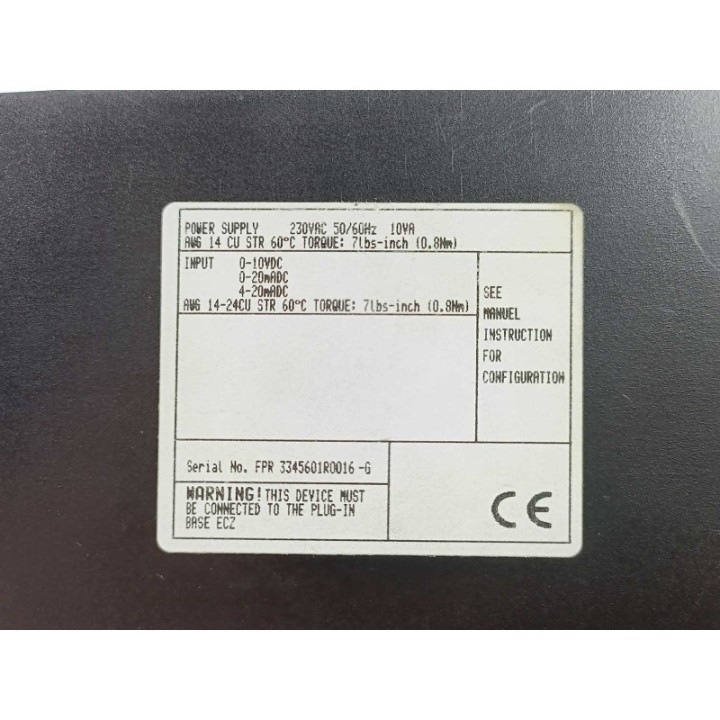 POWER SUPPLY 230VAC 50/60Hz 10VA
AWG 14 CU STR 60°C TORQUE: 7lbs-inch (0.8Nm)
INPUT 0-10VDC
0-20mADC
4-20mADC
AWG 14-24CU STR 60°C TORQUE: 7lbs-inch (0.8Nm)
SEE
MANUEL
INSTRUCTION
FOR
CONFIGURATION
Serial No. FPR 3345601R0016 -G
WARNING! THIS DEVICE MUST
BE CONNECTED TO THE PLUG-IN
BASE ECZ
CE